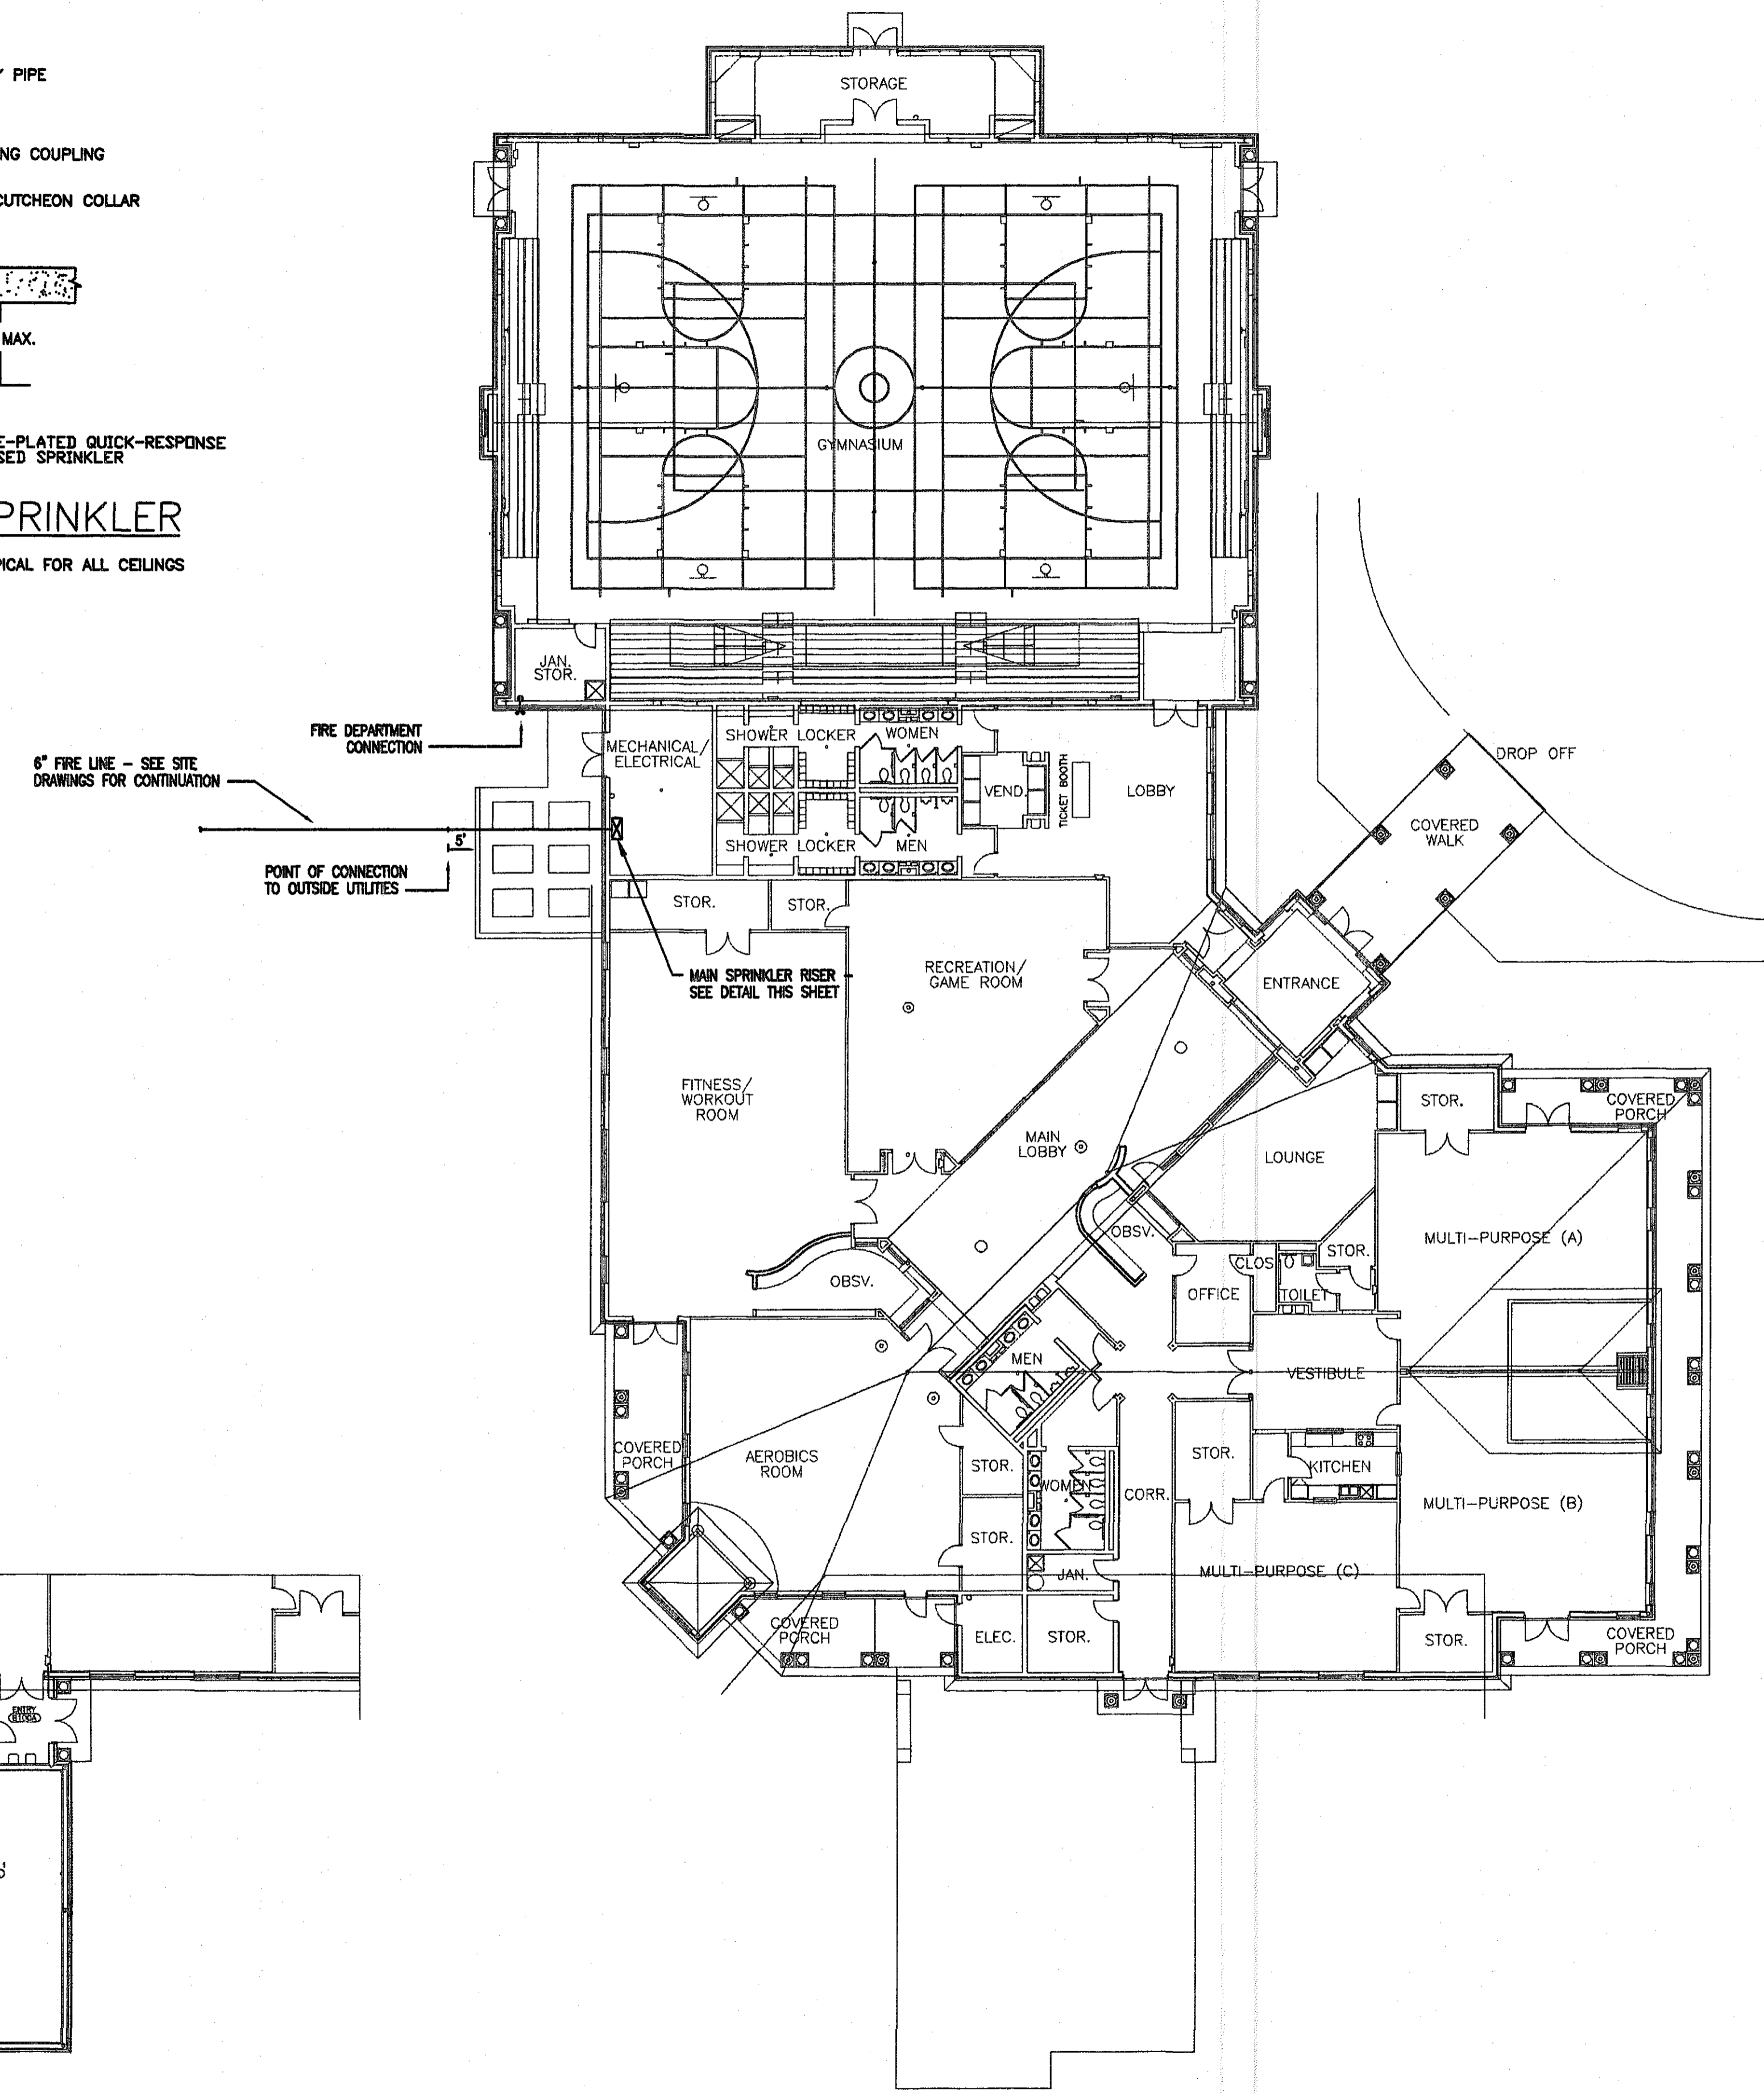 PIPE
NG COUPLING
CUTCHEON COLLAR
MAX.
E-PLATED QUICK-RESPONSE
SED SPRINKLER
PRINKLER
PICAL FOR ALL CEILINGS
STORAGE
GYMNASIUM
JAN.
STOR.
FIRE DEPARTMENT
CONNECTION
6" FIRE LINE - SEE SITE
DRAWINGS FOR CONTINUATION
5'
POINT OF CONNECTION
TO OUTSIDE UTILITIES
MECHANICAL/
ELECTRICAL
SHOWER
LOCKER
WOMEN
VEND.
TICKET BOOTH
LOBBY
SHOWER
LOCKER
MEN
DROP OFF
COVERED
WALK
STOR.
STOR.
MAIN SPRINKLER RISER
SEE DETAIL THIS SHEET
RECREATION/
GAME ROOM
ENTRANCE
FITNESS/
WORKOUT
ROOM
MAIN
LOBBY
LOUNGE
STOR.
COVERED
PORCH
OBSV.
OBSV.
MULTI-PURPOSE (A)
CLOS
STOR.
OFFICE
TOILET
MEN
VESTIBULE
COVERED
PORCH
AEROBICS
ROOM
STOR.
WOMEN
CORR.
STOR.
KITCHEN
MULTI-PURPOSE (B)
STOR.
JAN.
MULTI-PURPOSE (C)
COVERED
PORCH
ELEC.
STOR.
STOR.
COVERED
PORCH
ENTRY